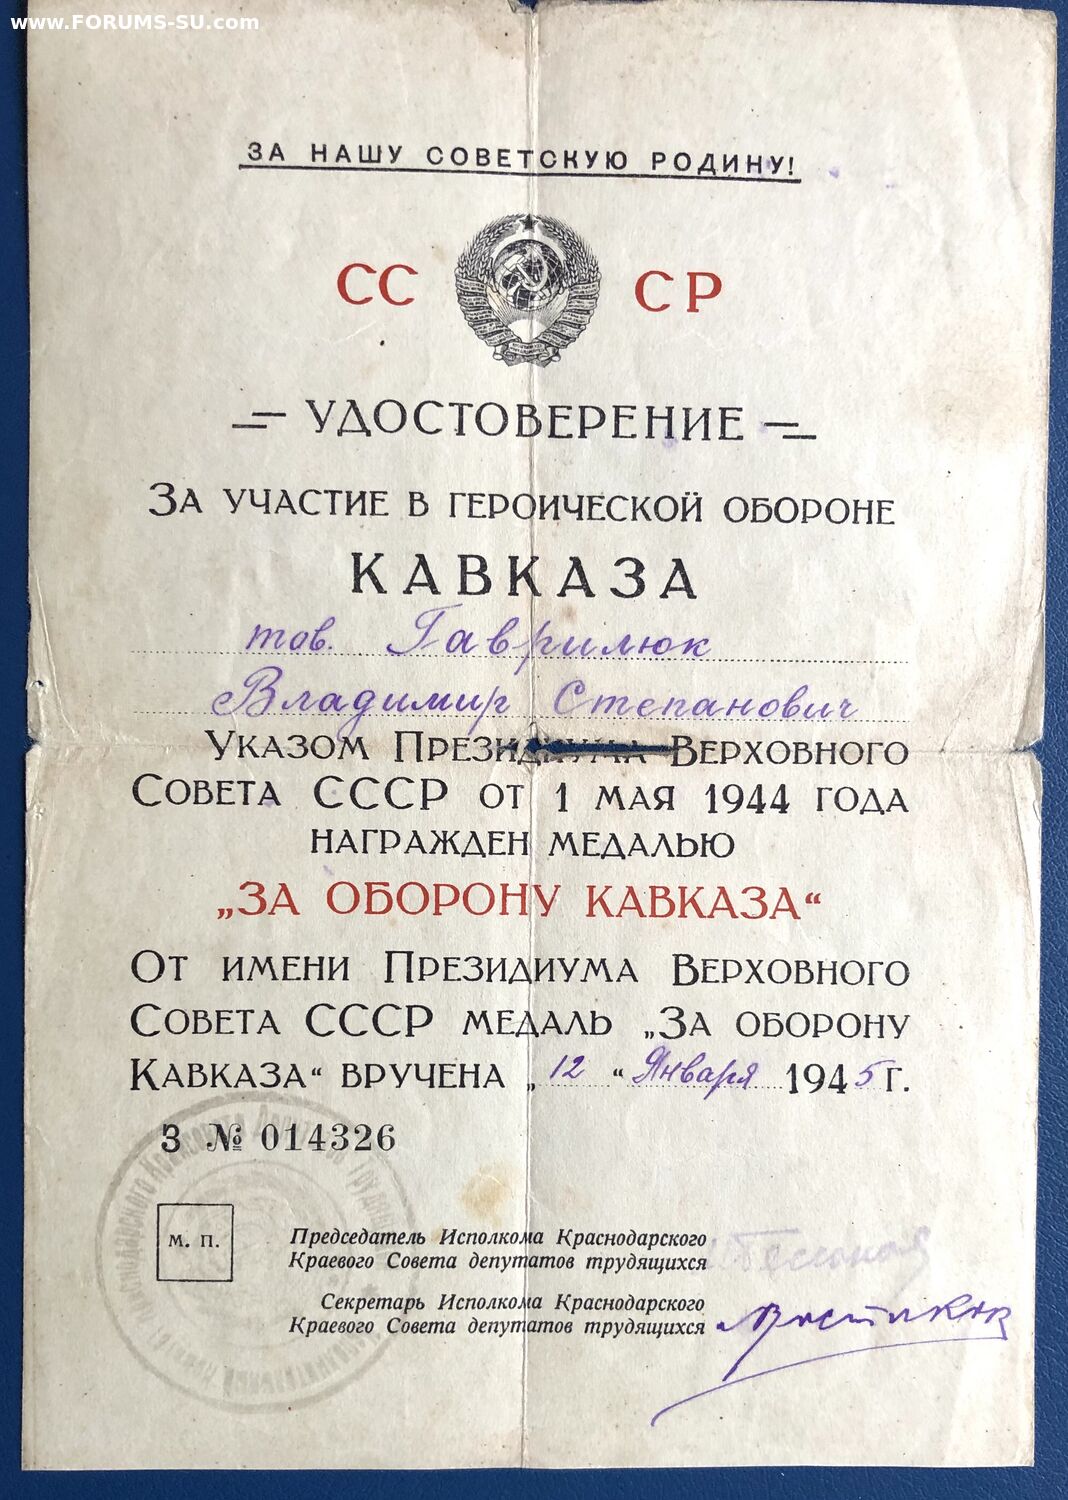 www.FORUMS-SU.com
ЗА НАШУ СОВЕТСКУЮ РОДИНУ!
СС СР
УДОСТОВЕРЕНИЕ
ЗА УЧАСТИЕ В ГЕРОИЧЕСКОЙ ОБОРОНЕ
КАВКАЗА
тов. Гаврилюк
Владимир Степанович
УКАЗОМ ПРЕЗИДИУМА ВЕРХОВНОГО
СОВЕТА СССР ОТ 1 МАЯ 1944 ГОДА
НАГРАЖДЕН МЕДАЛЬЮ
„ЗА ОБОРОНУ КАВКАЗА“
ОТ ИМЕНИ ПРЕЗИДИУМА ВЕРХОВНОГО
СОВЕТА СССР МЕДАЛЬ „ЗА ОБОРОНУ
КАВКАЗА“ ВРУЧЕНА „12“ Января 1945 Г.
З № 014326
М. П.
Председатель Исполкома Краснодарского
Краевого Совета депутатов трудящихся
Секретарь Исполкома Краснодарского
Краевого Совета депутатов трудящихся